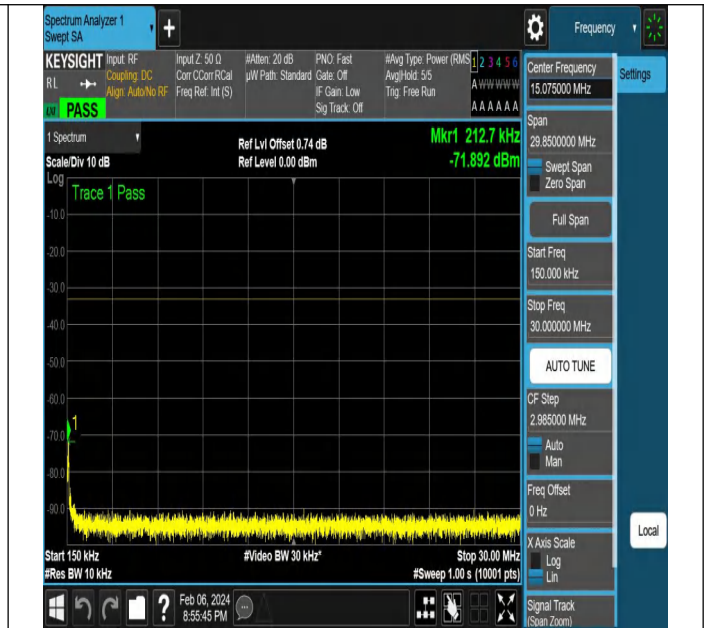 Spectrum Analyzer 1
Swept SA
+
Frequency
KEYSIGHT
RL
PASS
Input: RF
Coupling: DC
Align: Auto/No RF
Input Z: 50 Ω
Corr CCorr RCal
Freq Ref: Int (S)
#Atten: 20 dB
µW Path: Standard
PNO: Fast
Gate: Off
IF Gain: Low
Sig Track: Off
#Avg Type: Power (RMS
Avg|Hold: 5/5
Trig: Free Run
1 2 3 4 5 6
A W W W W W
A A A A A A
Center Frequency
15.075000 MHz
Settings
Span
29.8500000 MHz
Swept Span
Zero Span
Full Span
Start Freq
150.000 kHz
Stop Freq
30.000000 MHz
AUTO TUNE
CF Step
2.985000 MHz
Auto
Man
Freq Offset
0 Hz
X Axis Scale
Log
Lin
Signal Track
(Span Zoom)
Local
1 Spectrum
Scale/Div 10 dB
Ref Lvl Offset 0.74 dB
Ref Level 0.00 dBm
Mkr1 212.7 kHz
-71.892 dBm
Log
Trace 1 Pass
-10.0
-20.0
-30.0
-40.0
-50.0
-60.0
-70.0
-80.0
-90.0
1
Start 150 kHz
#Video BW 30 kHz*
Stop 30.00 MHz
#Res BW 10 kHz
#Sweep 1.00 s (10001 pts)
?
Feb 06, 2024
8:55:45 PM